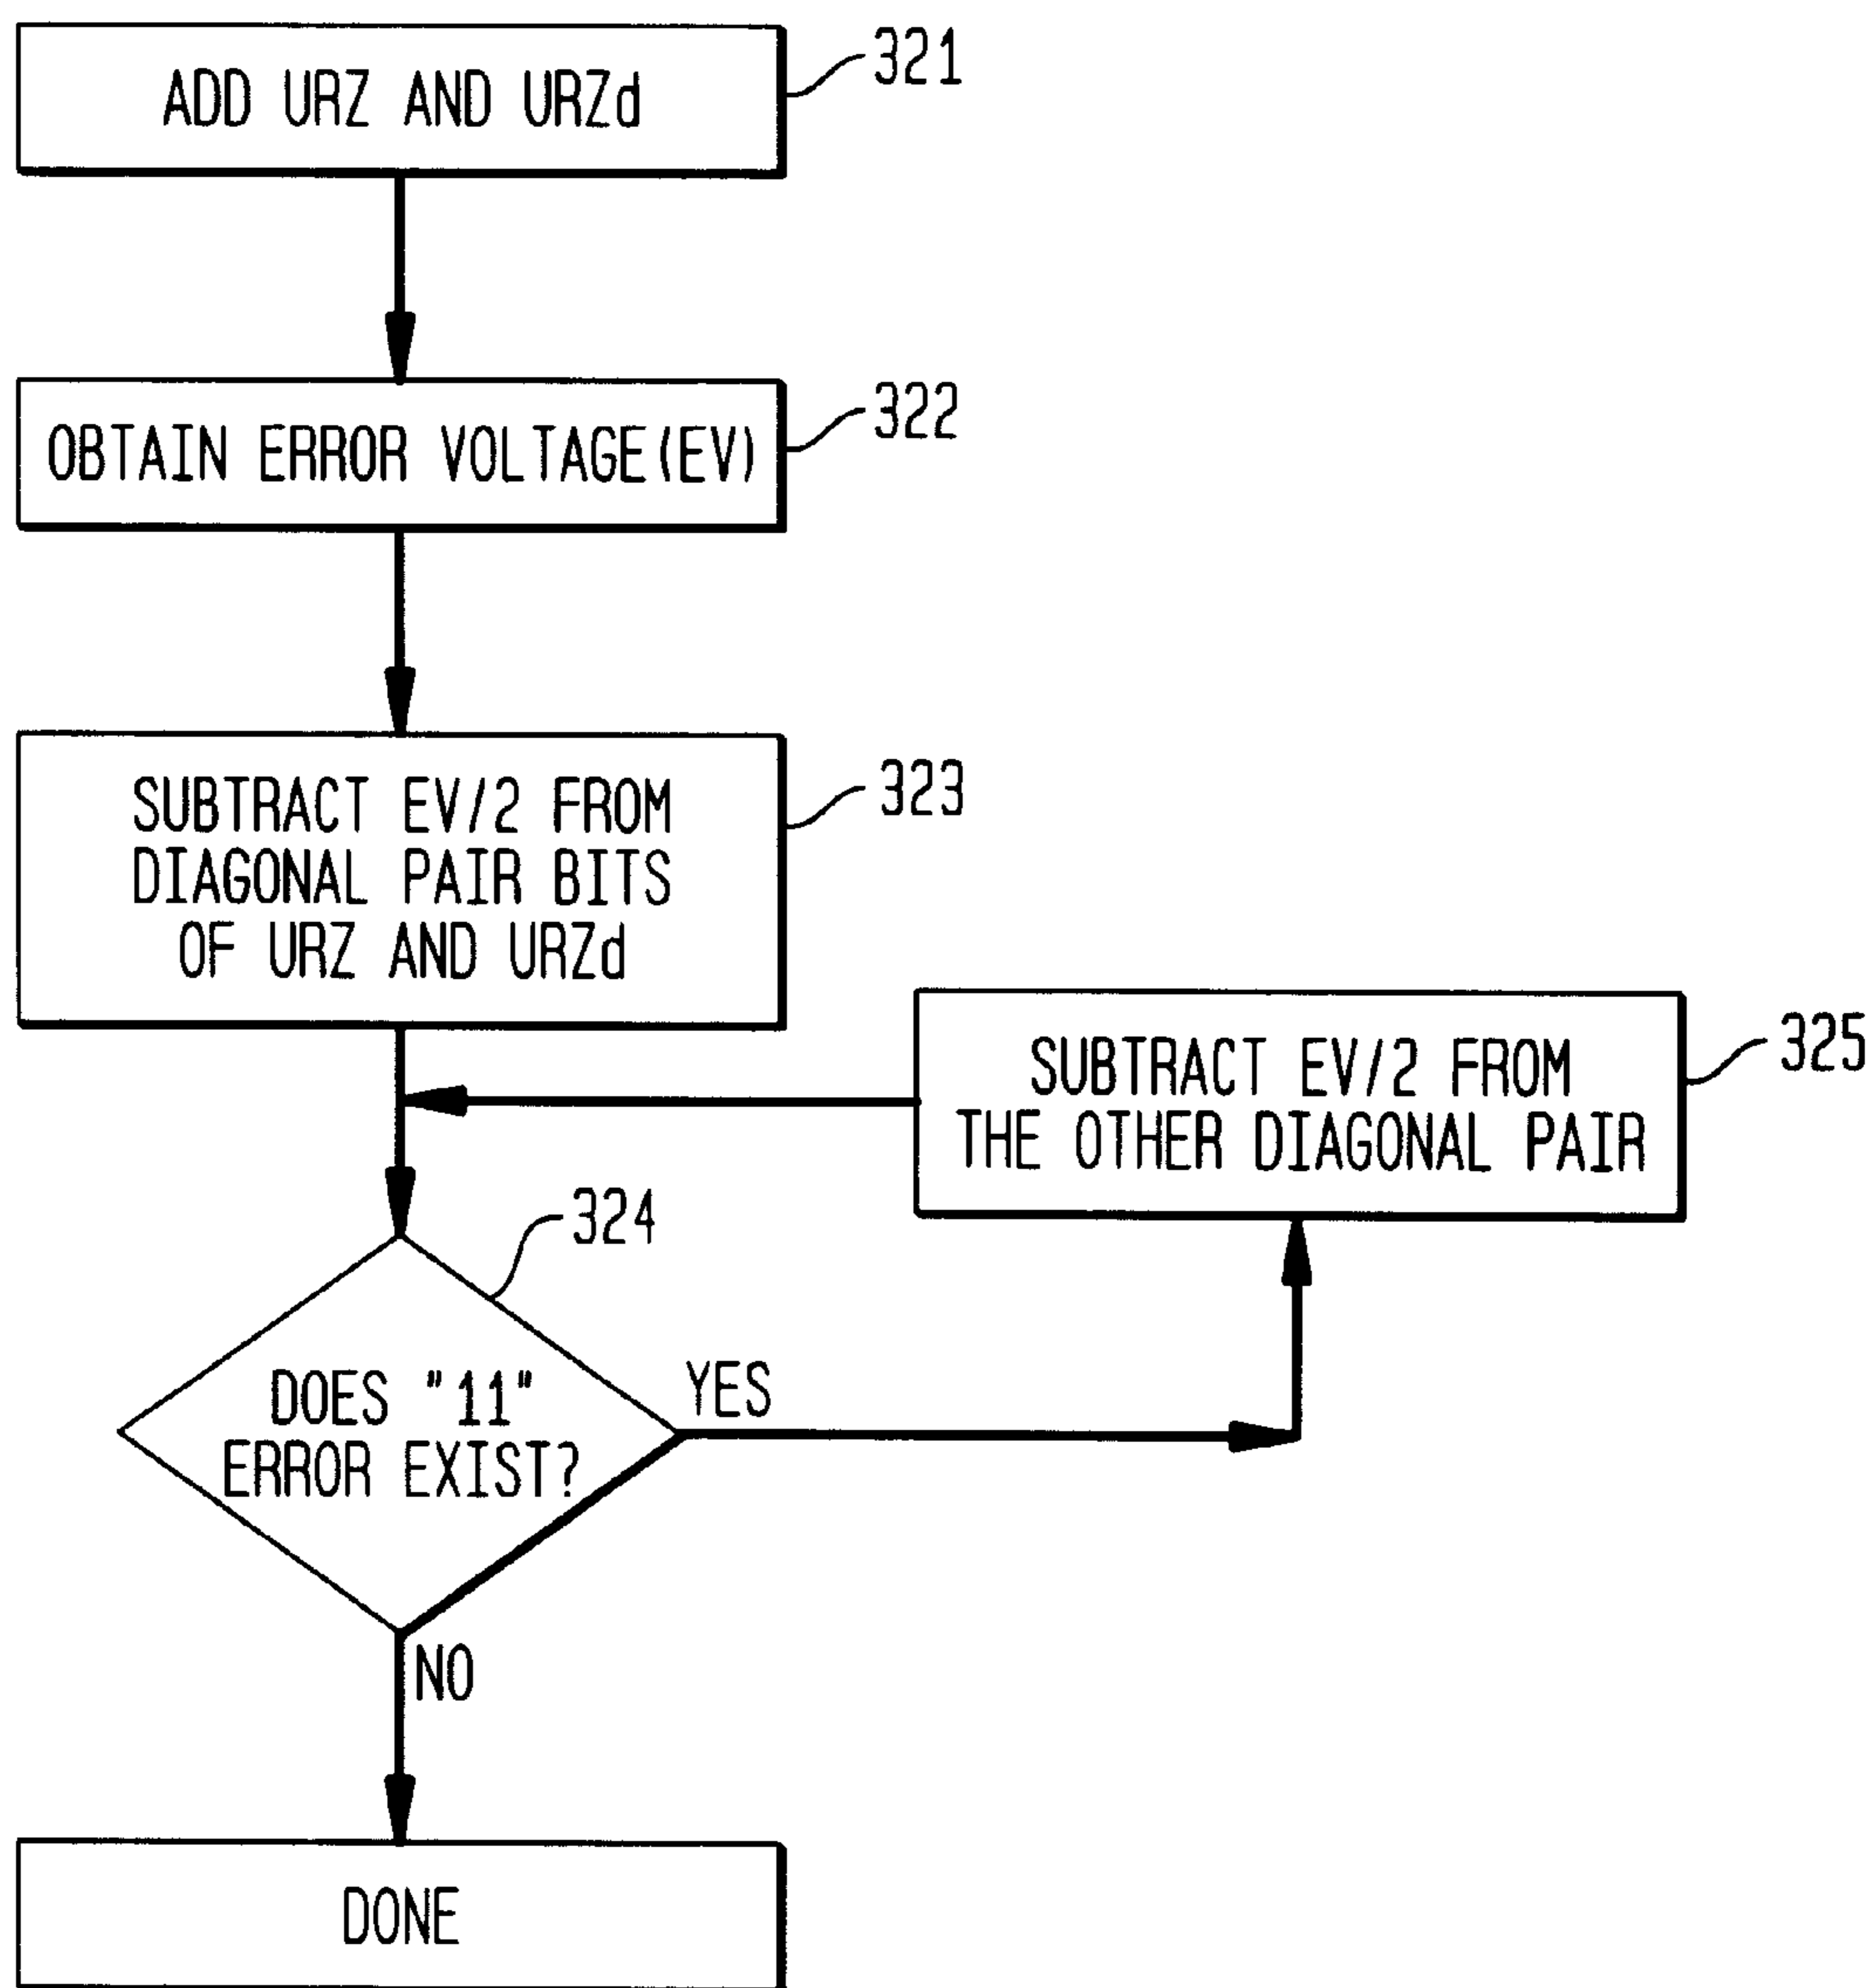 ADD URZ AND URZd
321
OBTAIN ERROR VOLTAGE(EV)
322
SUBTRACT EV/2 FROM
DIAGONAL PAIR BITS
OF URZ AND URZd
323
SUBTRACT EV/2 FROM
THE OTHER DIAGONAL PAIR
325
324
DOES "11"
ERROR EXIST?
YES
NO
DONE